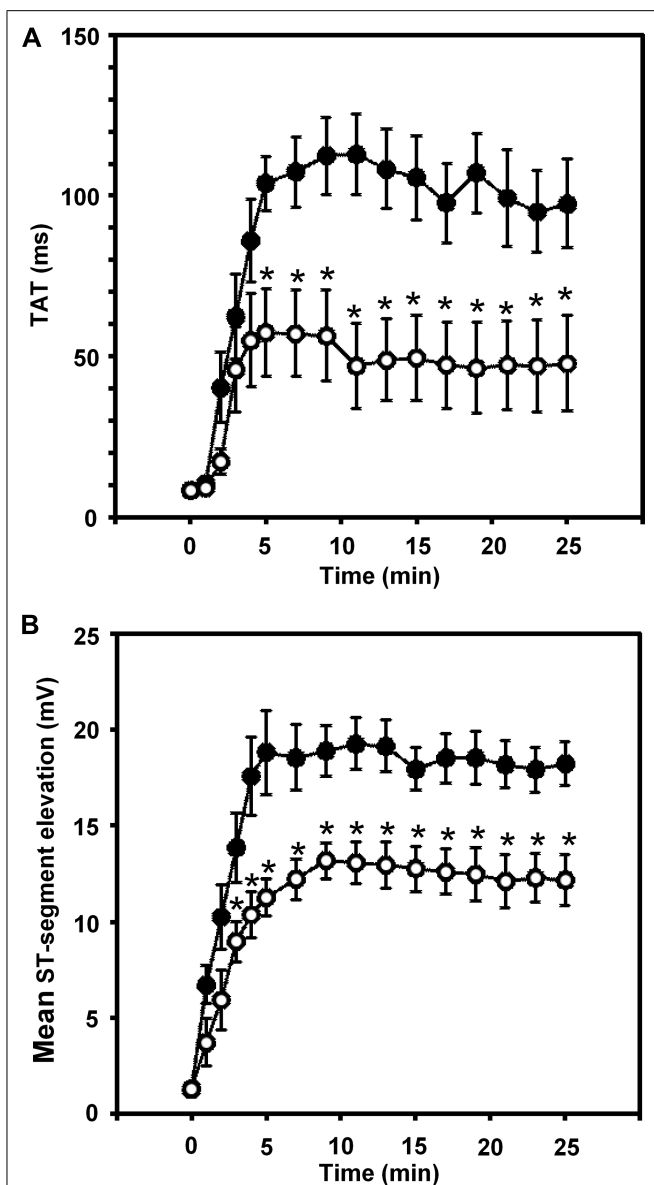 A
150
100
50
0
TAT (ms)
* * * * * * * * * * *
0 5 10 15 20 25
Time (min)
B
25
20
15
10
5
0
Mean ST-segment elevation (mV)
* * * * * * * * * * * * *
0 5 10 15 20 25
Time (min)